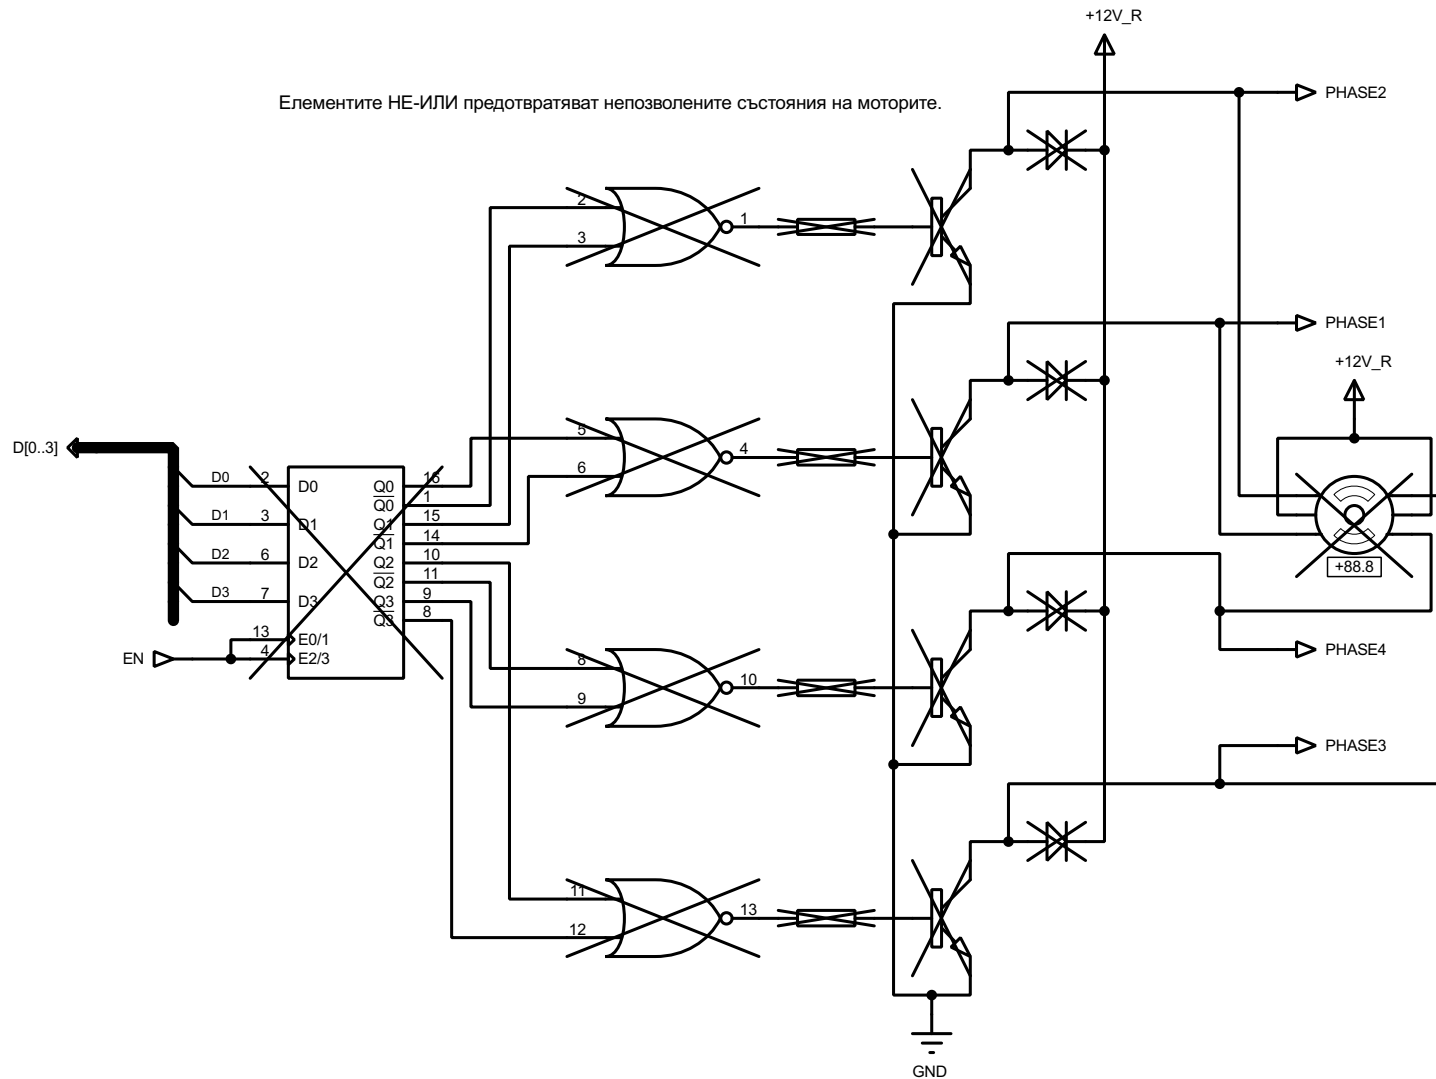 +12V_R
Елементите НЕ-ИЛИ предотвратяват непозволените състояния на моторите.
PHASE2
2
3
1
PHASE1
+12V_R
5
6
4
D[0..3]
D0 2 D0 Q0 16
Q0 1
D1 3 D1 Q1 15
Q1 14
D2 6 D2 Q2 10
Q2 11
D3 7 D3 Q3 9
Q3 8
13 E0/1
EN 4 E2/3
+88.8
8
9
10
PHASE4
PHASE3
11
12
13
GND